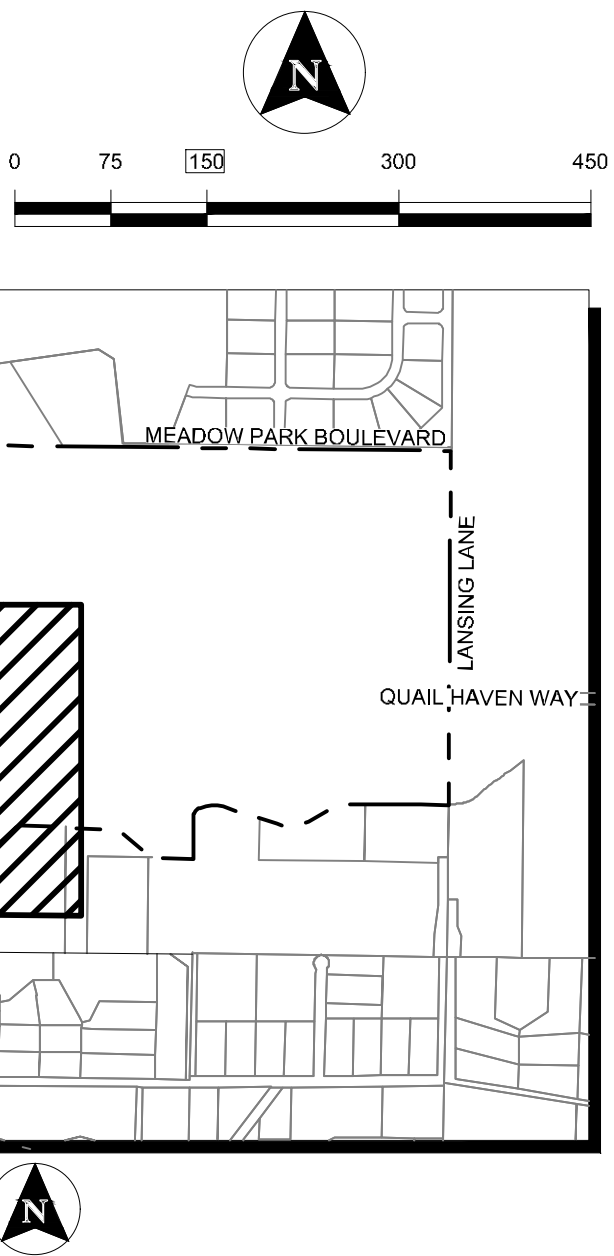 N
0 75 150 300 450
MEADOW PARK BOULEVARD
LANSING LANE
QUAIL HAVEN WAY
N